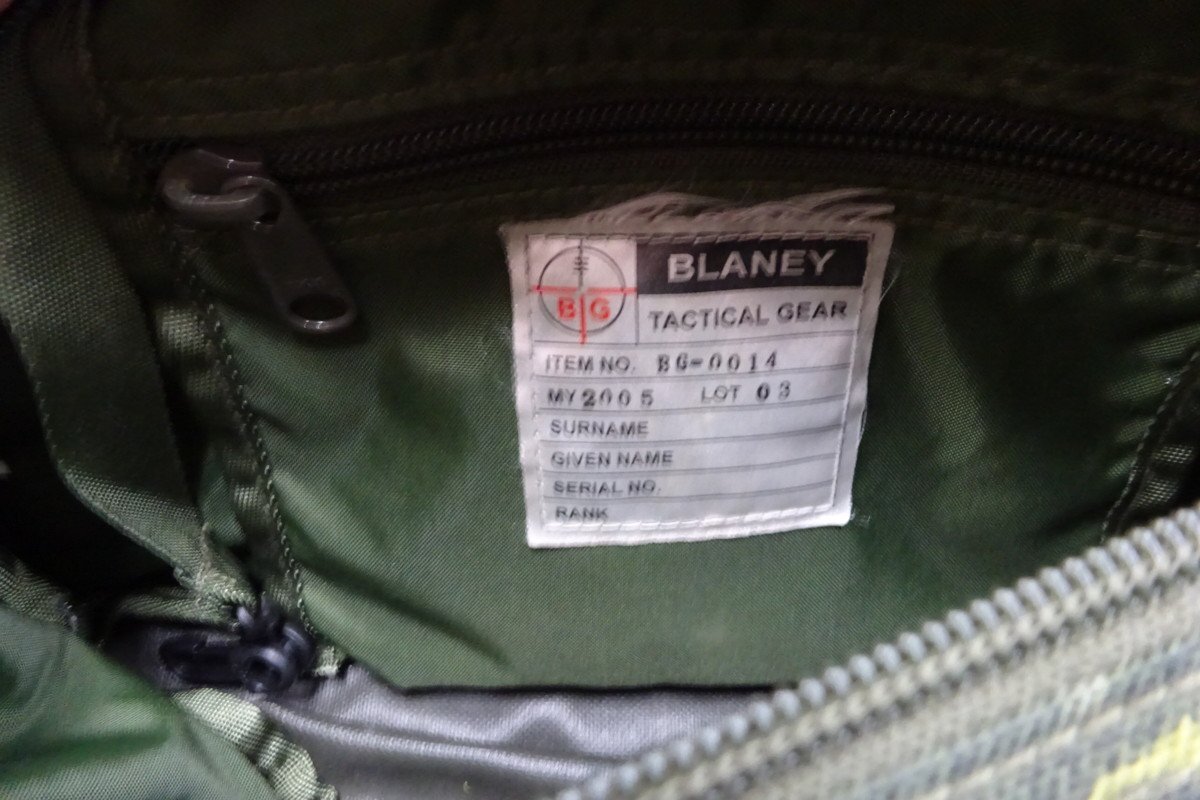 BG
BLANEY
TACTICAL GEAR
ITEM NO. BG-0014
MY2005 LOT 03
SURNAME
GIVEN NAME
SERIAL NO.
RANK